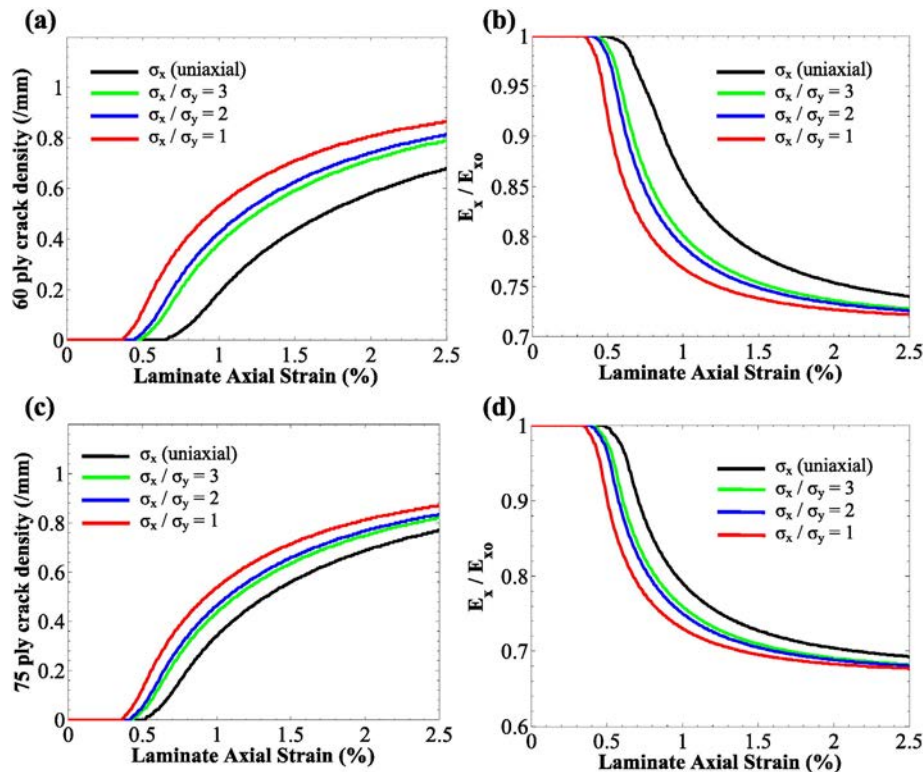 (a)
60 ply crack density (/mm)
1
0.8
0.6
0.4
0.2
0
σx (uniaxial)
σx / σy = 3
σx / σy = 2
σx / σy = 1
0 0.5 1 1.5 2 2.5
Laminate Axial Strain (%)
(b)
Ex / Exo
1
0.95
0.9
0.85
0.8
0.75
0.7
σx (uniaxial)
σx / σy = 3
σx / σy = 2
σx / σy = 1
0 0.5 1 1.5 2 2.5
Laminate Axial Strain (%)
(c)
75 ply crack density (/mm)
1
0.8
0.6
0.4
0.2
0
σx (uniaxial)
σx / σy = 3
σx / σy = 2
σx / σy = 1
0 0.5 1 1.5 2 2.5
Laminate Axial Strain (%)
(d)
Ex / Exo
1
0.9
0.8
0.7
0.6
σx (uniaxial)
σx / σy = 3
σx / σy = 2
σx / σy = 1
0 0.5 1 1.5 2 2.5
Laminate Axial Strain (%)